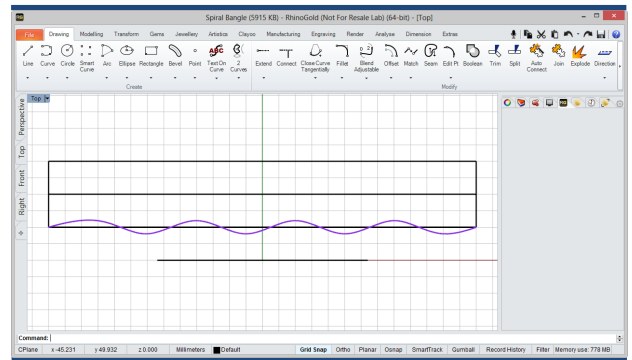 RG Spiral Bangle (5915 KB) - RhinoGold (Not For Resale Lab) (64-bit) - [Top]
File Drawing Modelling Transform Gems Jewellery Artistics Clayoo Manufacturing Engraving Render Analyse Dimension Extras
Line Curve Circle Smart Curve Arc Ellipse Rectangle Bevel Point Text On Curve 2 Curves Extend Connect Close Curve Tangentially Fillet Blend Adjustable Offset Match Seam Edit Pt Boolean Trim Split Auto Connect Join Explode Direction
Create Modify
Top
Perspective
Top
Front
Right
Command:
CPlane x -45.231 y 49.932 z 0.000 Millimeters Default Grid Snap Ortho Planar Osnap SmartTrack Gumball Record History Filter Memory use: 778 MB